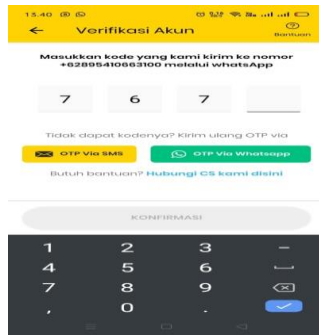 13.40
Verifikasi Akun
Bantuan
Masukkan kode yang kami kirim ke nomor
+62895410663100 melalui whatsApp
7 6 7
Tidak dapat kodenya? Kirim ulang OTP via
OTP Via SMS OTP Via Whatsapp
Butuh bantuan? Hubungi CS kami disini
KONFIRMASI
1 2 3 -
4 5 6
7 8 9
, 0 .